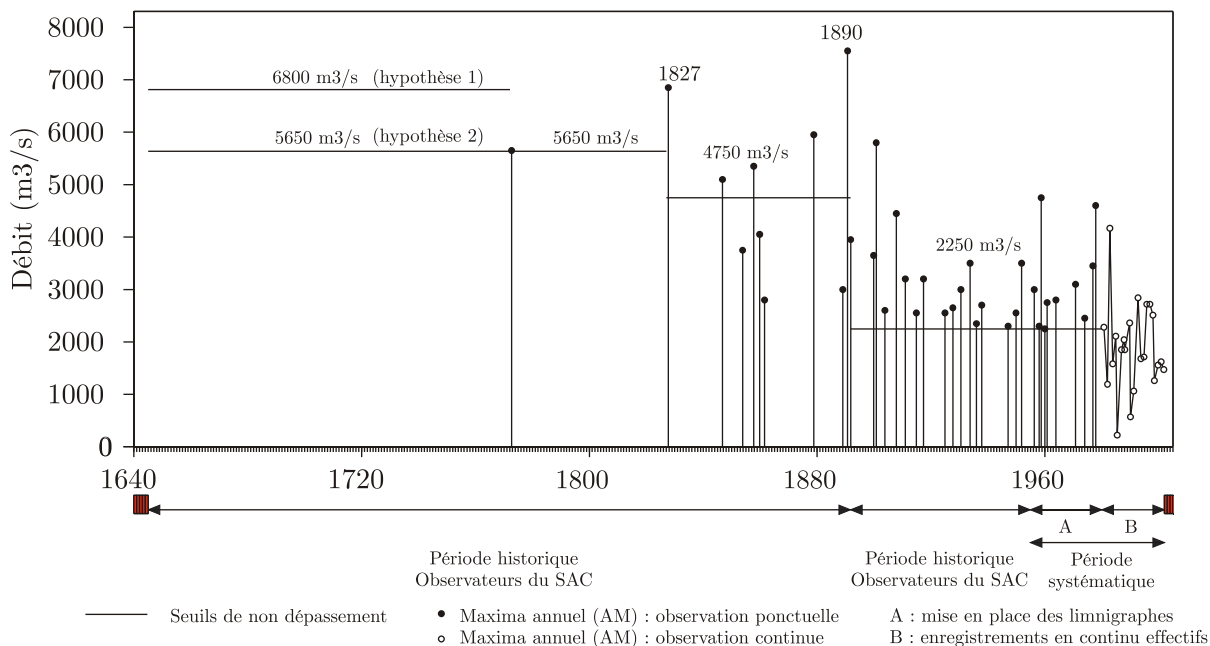 8000
7000
6000
5000
4000
3000
2000
1000
0
Débit (m3/s)
6800 m3/s (hypothèse 1)
5650 m3/s (hypothèse 2)
5650 m3/s
1827
4750 m3/s
1890
2250 m3/s
1640
1720
1800
1880
1960
A
B
Période historique
Observateurs du SAC
Période historique
Observateurs du SAC
Période
systématique
Seuils de non dépassement
Maxima annuel (AM) : observation ponctuelle
Maxima annuel (AM) : observation continue
A : mise en place des limnigraphes
B : enregistrements en continu effectifs